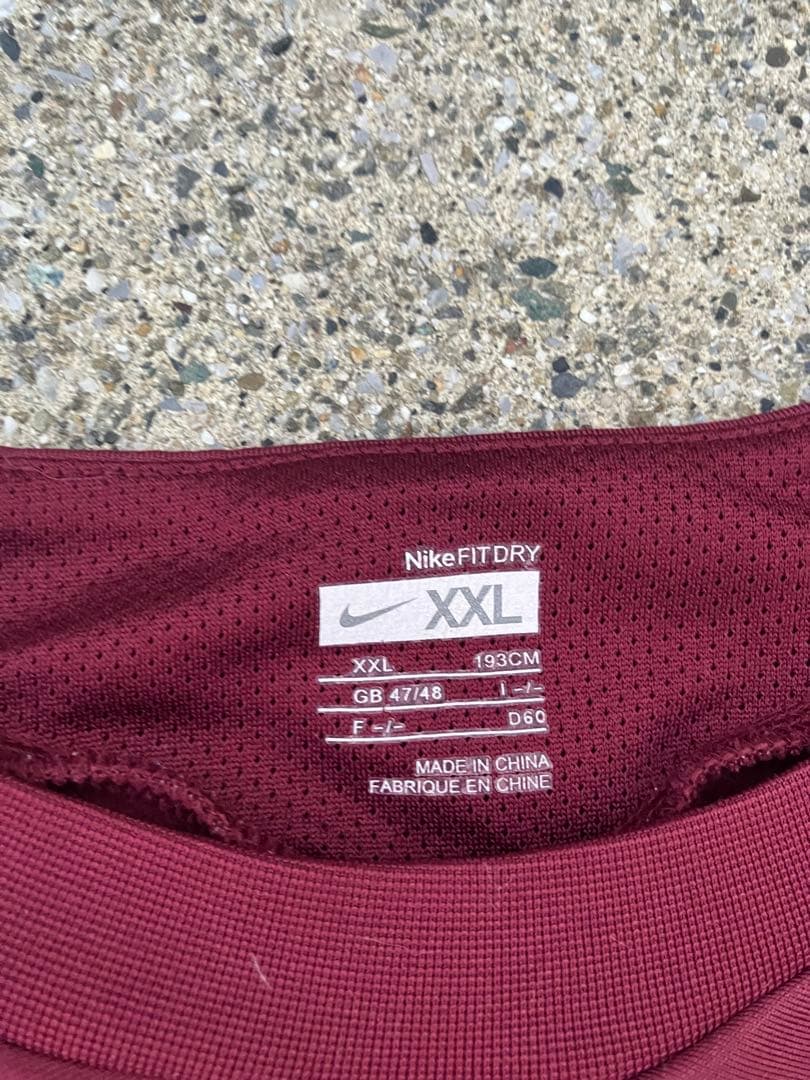 NikeFITDRY
XXL
XXL 193CM
GB 47/48 I -/-
F -/- D60
MADE IN CHINA
FABRIQUE EN CHINE